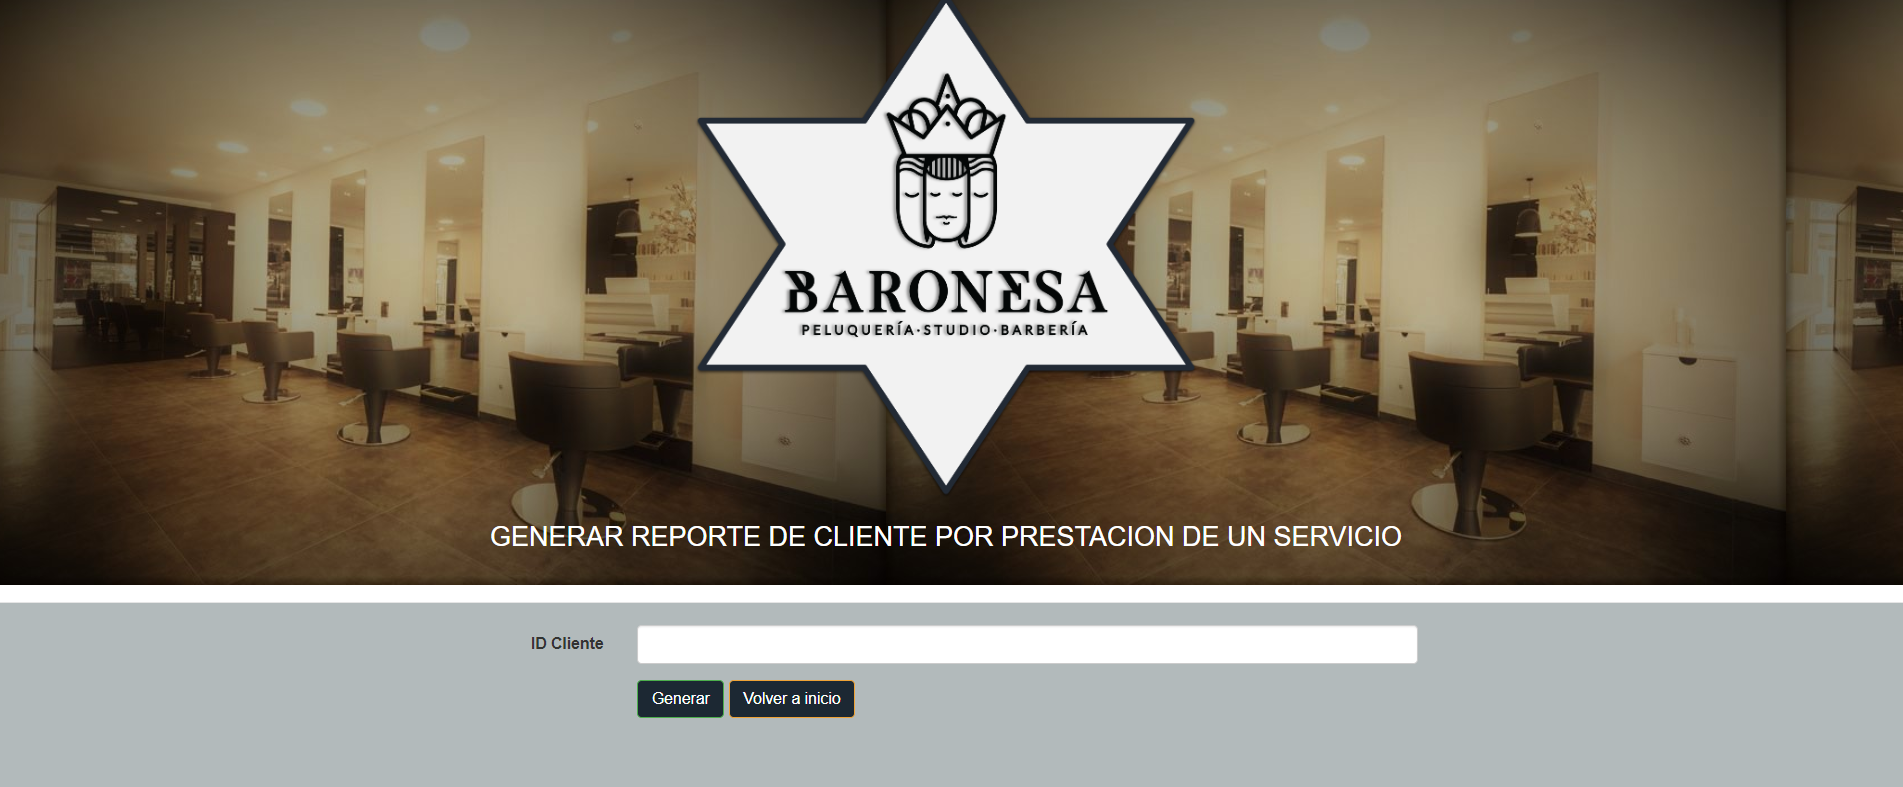 BARONESA
PELUQUERÍA·STUDIO·BARBERÍA
GENERAR REPORTE DE CLIENTE POR PRESTACION DE UN SERVICIO
ID Cliente
Generar Volver a inicio